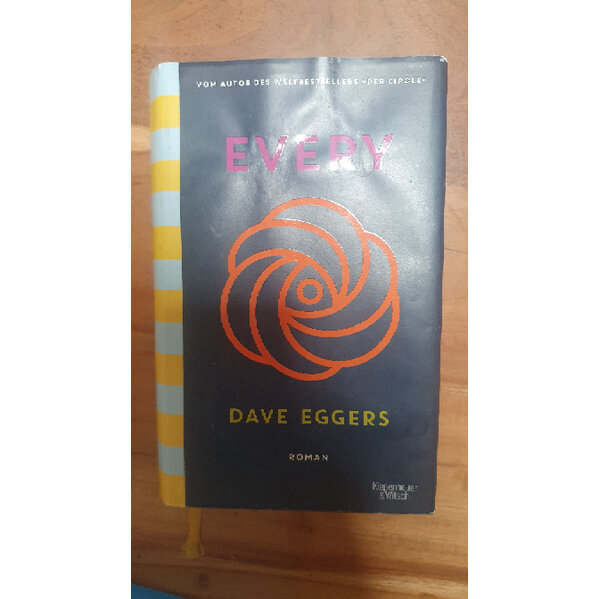 VOM AUTOR DES WELTBESTSELLERS »DER CIRCLE«
EVERY
DAVE EGGERS
ROMAN
Kiepenheuer
& Witsch